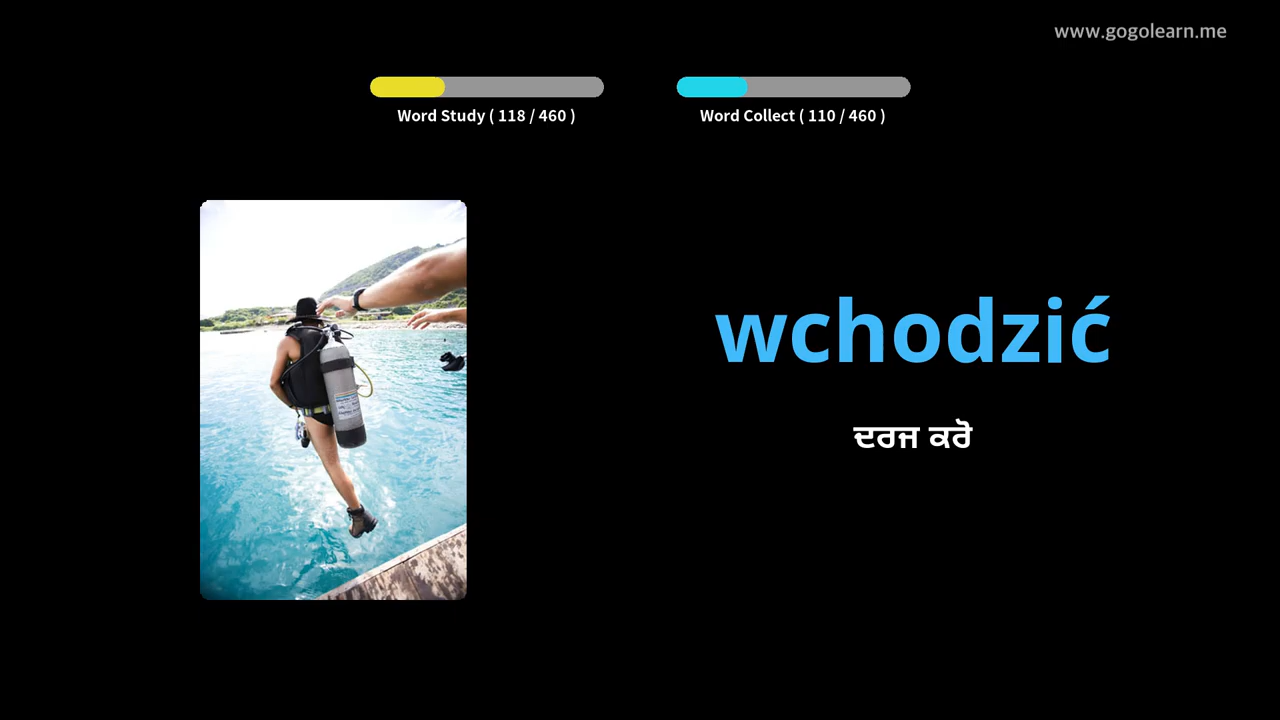 www.gogolearn.me
Word Study ( 118 / 460 )
Word Collect ( 110 / 460 )
wchodzić
ਦਰਜ ਕਰੋ